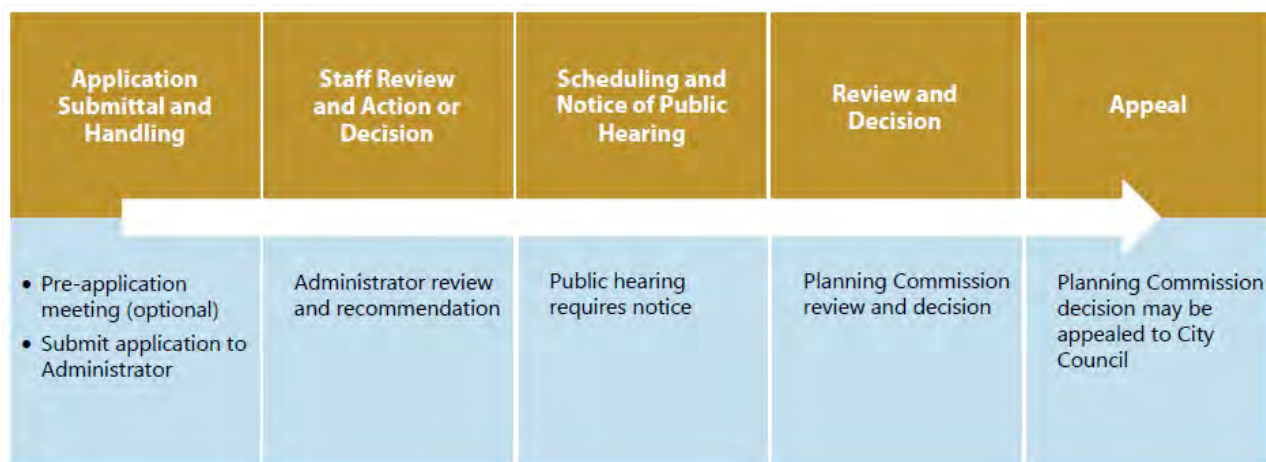 Application
Submittal and
Handling
Staff Review
and Action or
Decision
Scheduling and
Notice of Public
Hearing
Review and
Decision
Appeal
• Pre-application
meeting (optional)
• Submit application to
Administrator
Administrator review
and recommendation
Public hearing
requires notice
Planning Commission
review and decision
Planning Commission
decision may be
appealed to City
Council